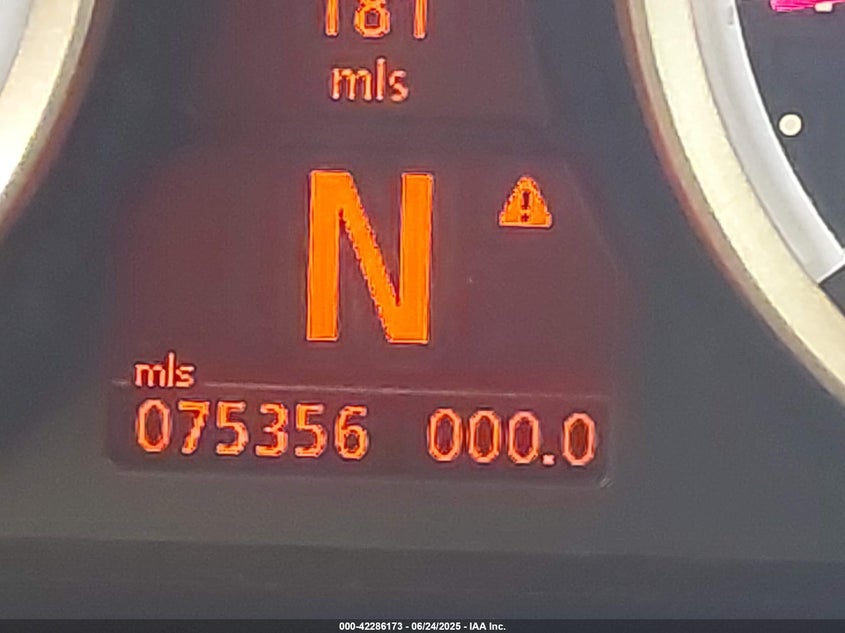 181
mls
N
mls
075356 000.0
000-42286173 - 06/24/2025 - IAA Inc.